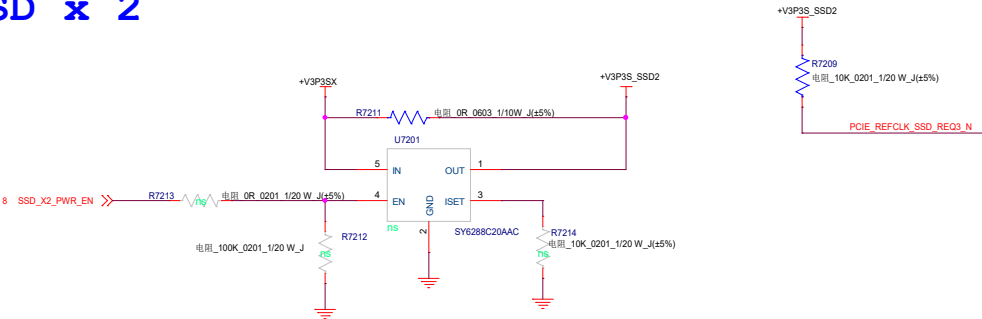 SD x 2
+V3P3S_SSD2
R7209
电阻_10K_0201_1/20 W_J(±5%)
PCIE_REFCLK_SSD_REQ3_N
+V3P3SX
+V3P3S_SSD2
R7211
电阻_0R_0603_1/10W_J(±5%)
U7201
5 IN OUT 1
8 SSD_X2_PWR_EN
R7213 ns 电阻_0R_0201_1/20 W_J(±5%)
4 EN GND ISET 3
ns 2 SY6288C20AAC
R7212
电阻_100K_0201_1/20 W_J
ns
R7214
电阻_10K_0201_1/20 W_J(±5%)
ns